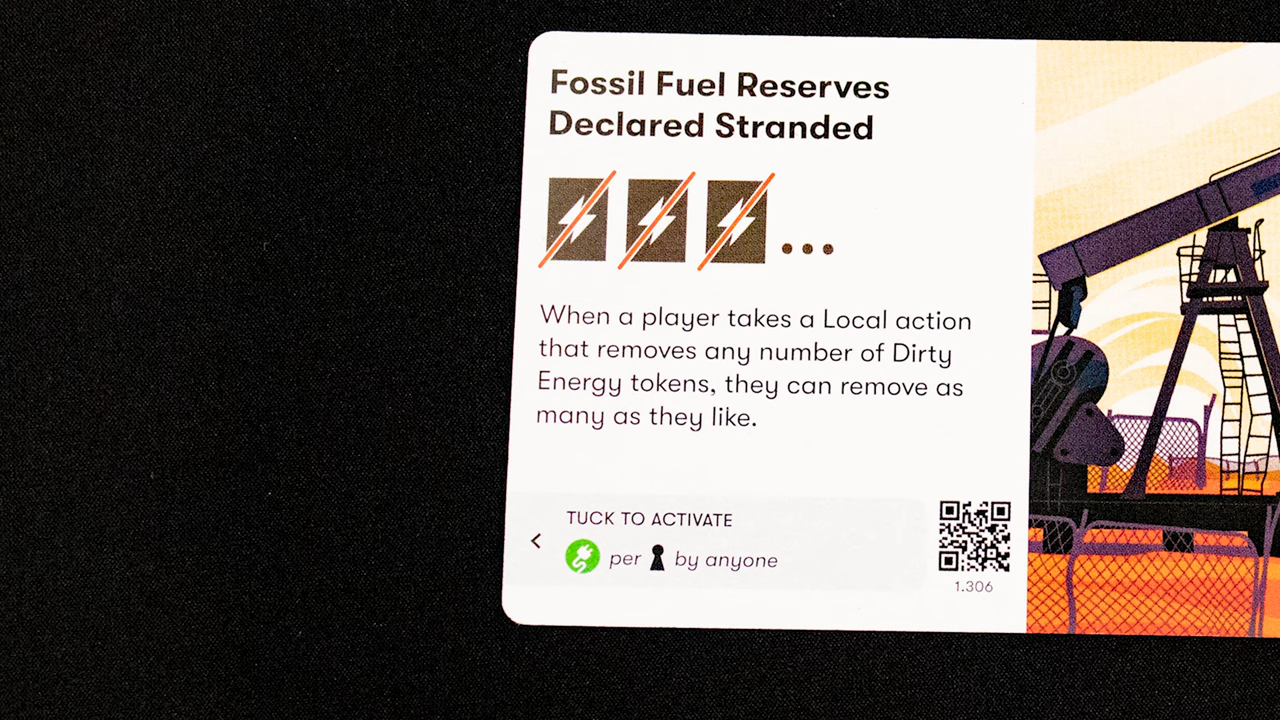 Fossil Fuel Reserves
Declared Stranded
When a player takes a Local action
that removes any number of Dirty
Energy tokens, they can remove as
many as they like.
TUCK TO ACTIVATE
per by anyone
1.306